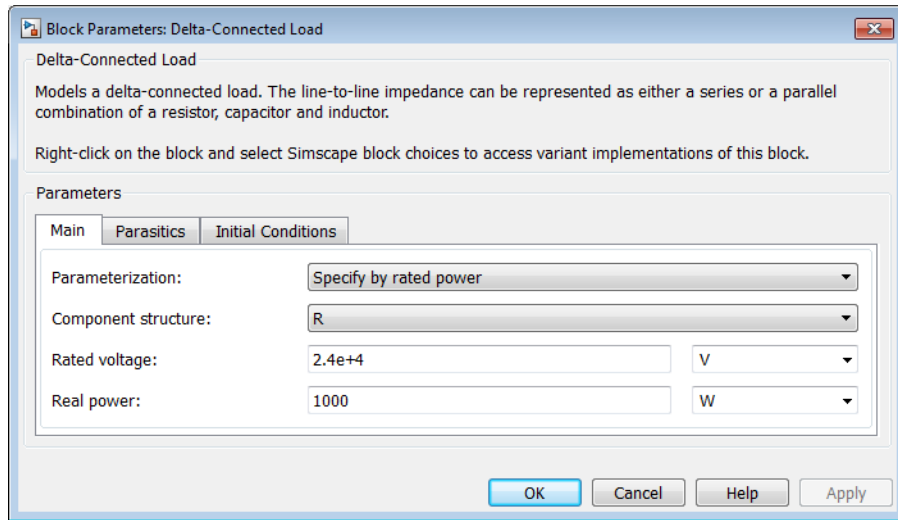 Block Parameters: Delta-Connected Load
Delta-Connected Load
Models a delta-connected load. The line-to-line impedance can be represented as either a series or a parallel
combination of a resistor, capacitor and inductor.
Right-click on the block and select Simscape block choices to access variant implementations of this block.
Parameters
Main Parasitics Initial Conditions
Parameterization: Specify by rated power
Component structure: R
Rated voltage: 2.4e+4 V
Real power: 1000 W
OK Cancel Help Apply